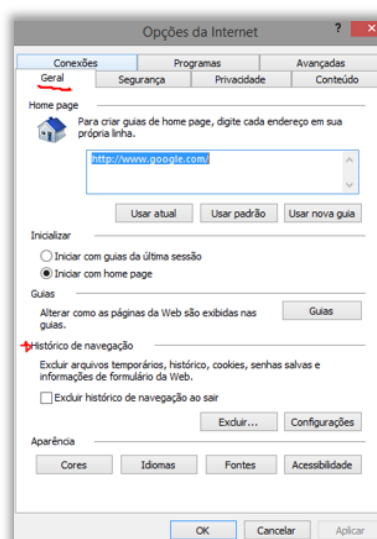 Opções da Internet
? ×
Conexões Programas Avançadas
Geral Segurança Privacidade Conteúdo
Home page
Para criar guias de home page, digite cada endereço em sua
própria linha.
http://www.google.com/
Usar atual Usar padrão Usar nova guia
Inicializar
Iniciar com guias da última sessão
Iniciar com home page
Guias
Alterar como as páginas da Web são exibidas nas
guias.
Guias
Histórico de navegação
Excluir arquivos temporários, histórico, cookies, senhas salvas e
informações de formulário da Web.
Excluir histórico de navegação ao sair
Excluir... Configurações
Aparência
Cores Idiomas Fontes Acessibilidade
OK Cancelar Aplicar